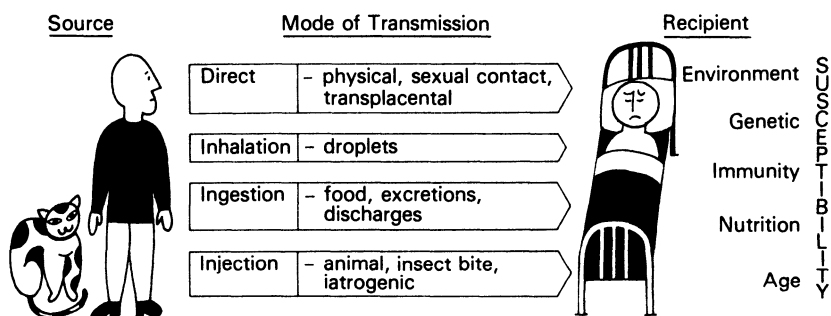 Source Mode of Transmission Recipient
Direct – physical, sexual contact,
transplacental
Inhalation – droplets
Ingestion – food, excretions,
discharges
Injection – animal, insect bite,
iatrogenic
Environment
Genetic
Immunity
Nutrition
Age
SUSCEPTIBILITY